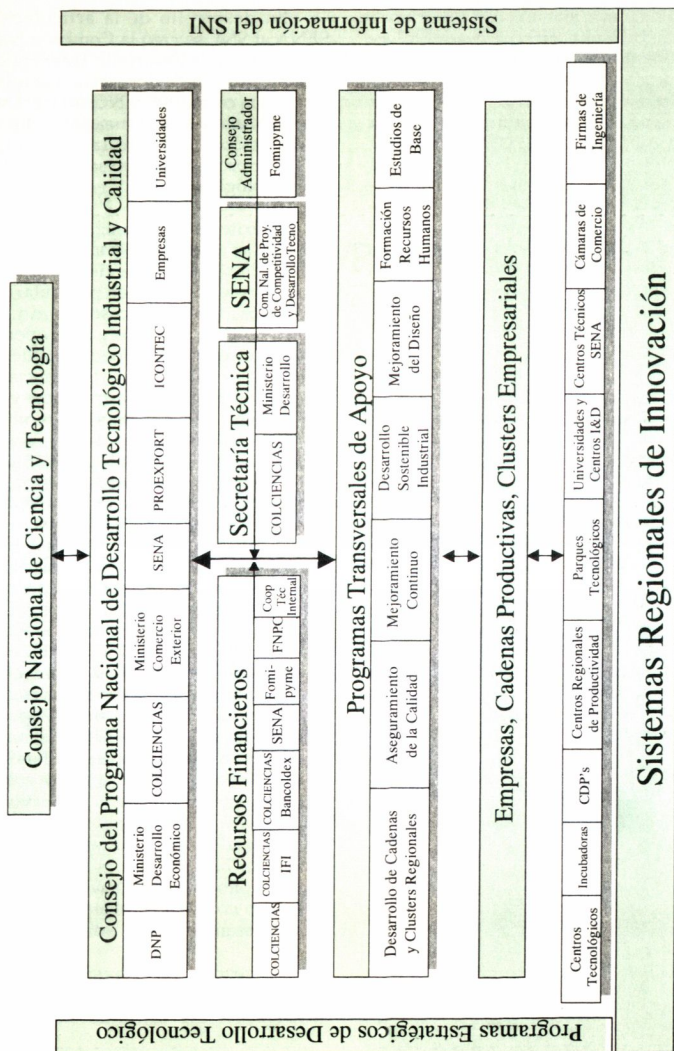 Consejo Nacional de Ciencia y Tecnología
Consejo del Programa Nacional de Desarrollo Tecnológico Industrial y Calidad
DNP
Ministerio
Desarrollo
Económico
COLCIENCIAS
Ministerio
Comercio
Exterior
SENA
PROEXPORT
ICONTEC
Empresas
Universidades
Recursos Financieros
COLCIENCIAS
COLCIENCIAS
IFI
COLCIENCIAS
Bancoldex
SENA
Fomi-
pyme
FNPC
Coop
Téc
Internal
Secretaría Técnica
COLCIENCIAS
Ministerio
Desarrollo
SENA
Com. Nal. de Proy.
de Competitividad
y DesarrolloTecno
Consejo
Administrador
Fomipyme
Programas Transversales de Apoyo
Desarrollo de Cadenas
y Clusters Regionales
Aseguramiento
de la Calidad
Mejoramiento
Continuo
Desarrollo
Sostenible
Industrial
Mejoramiento
del Diseño
Formación
Recursos
Humanos
Estudios de
Base
Empresas, Cadenas Productivas, Clusters Empresariales
Centros
Tecnológicos
Incubadoras
CDP's
Centros Regionales
de Productividad
Parques
Tecnológicos
Universidades y
Centros I&D
Centros Técnicos
SENA
Cámaras de
Comercio
Firmas de
Ingeniería
Sistemas Regionales de Innovación
Programas Estratégicos de Desarrollo Tecnológico
Sistema de Información del SNI